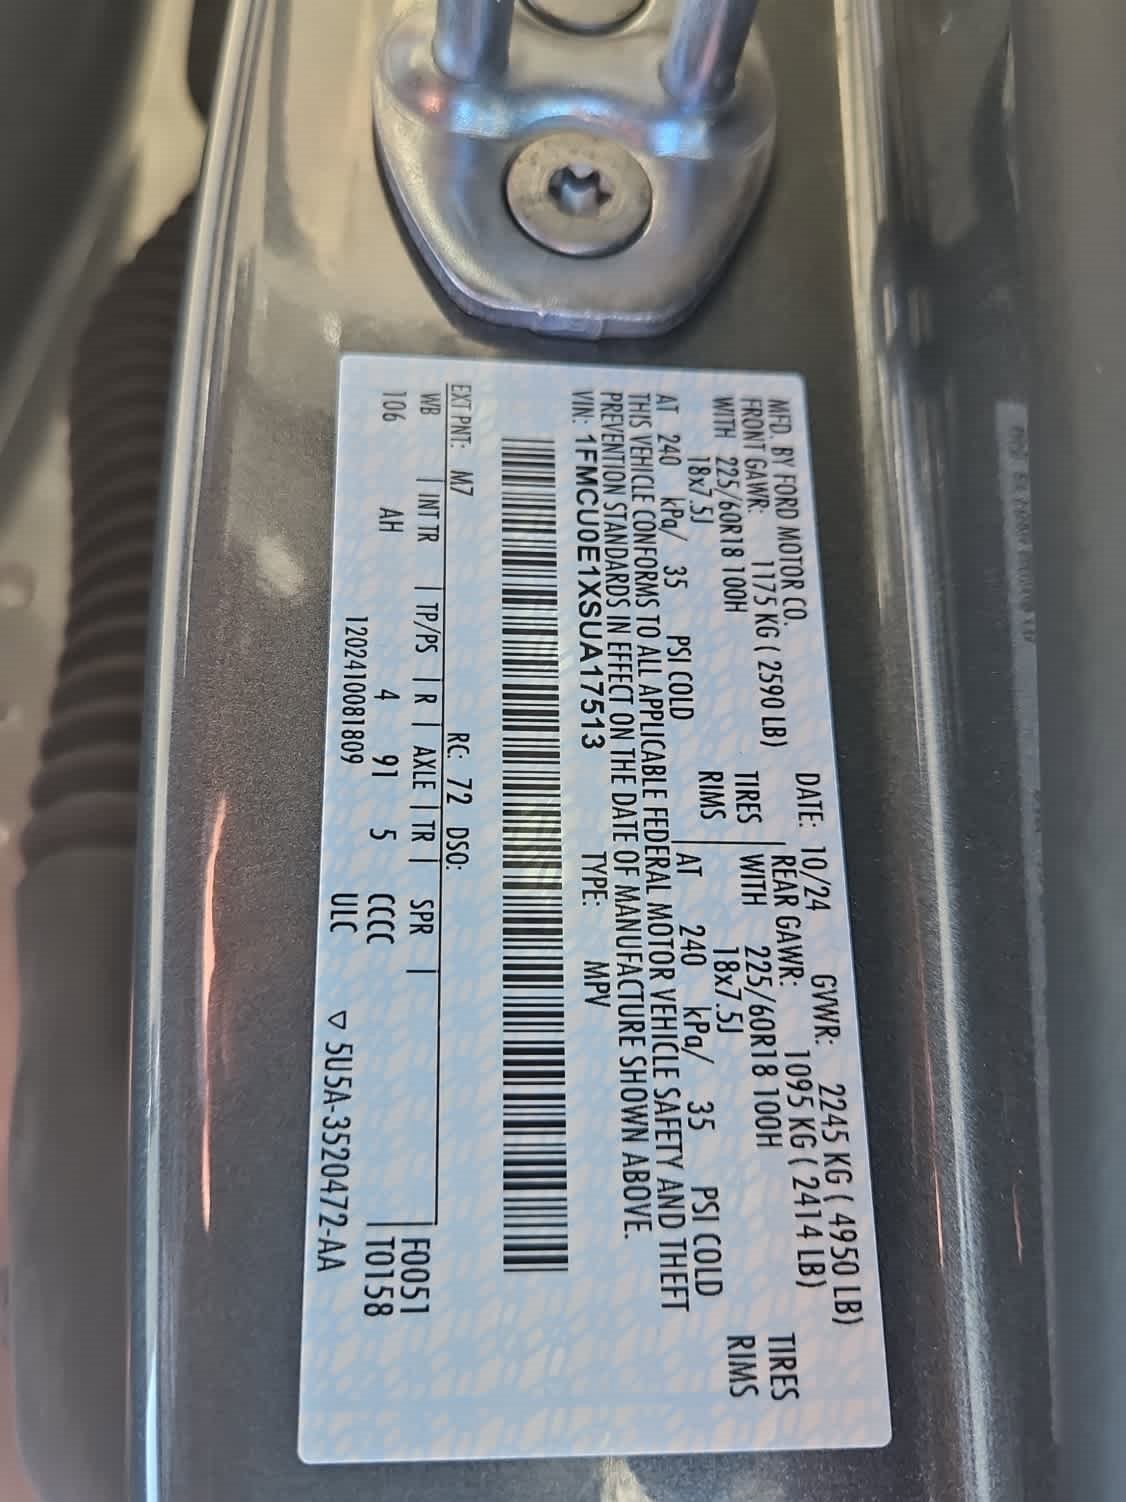 MFD. BY FORD MOTOR CO. DATE: 10/24 GVWR: 2245 KG ( 4950 LB)
FRONT GAWR: 1175 KG ( 2590 LB) REAR GAWR: 1095 KG ( 2414 LB)
WITH 225/60R18 100H TIRES WITH 225/60R18 100H TIRES
18x7.5J RIMS 18x7.5J RIMS
AT 240 kPa/ 35 PSI COLD AT 240 kPa/ 35 PSI COLD
THIS VEHICLE CONFORMS TO ALL APPLICABLE FEDERAL MOTOR VEHICLE SAFETY AND THEFT
PREVENTION STANDARDS IN EFFECT ON THE DATE OF MANUFACTURE SHOWN ABOVE.
VIN: 1FMCU0E1XSUA17513 TYPE: MPV
EXT PNT: M7 RC: 72 DSO:
WB | INT TR | TP/PS | R | AXLE | TR | SPR | F0051
106 AH 4 91 5 CCCC T0158
1202410081809 ULC ▽ 5U5A-3520472-AA